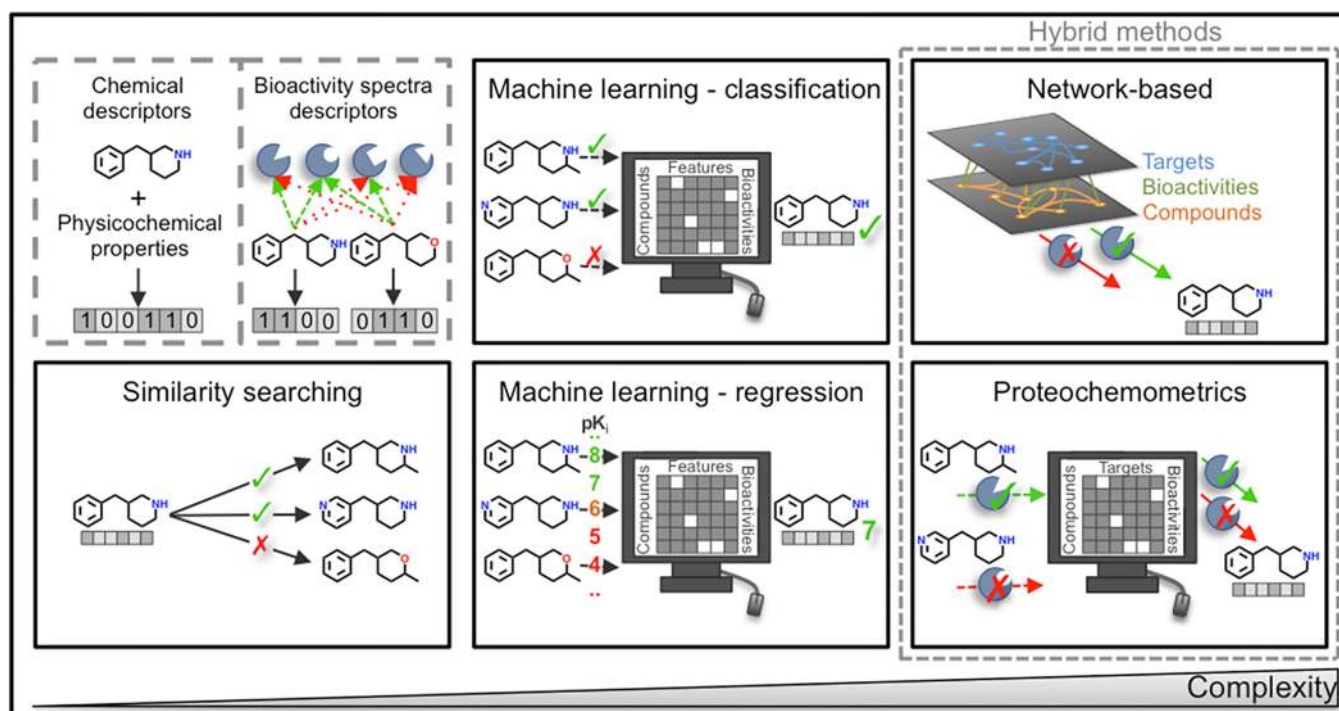 Hybrid methods
Chemical
descriptors
NH
+
Physicochemical
properties
1 0 0 1 1 0
Bioactivity spectra
descriptors
NH
O
1 1 0 0
0 1 1 0
Machine learning - classification
NH
N
NH
O
Features
Compounds
Bioactivities
NH
Network-based
Targets
Bioactivities
Compounds
NH
Similarity searching
NH
NH
N
NH
O
Machine learning - regression
pKi
..
NH
8
7
N
NH
6
5
O
4
..
Features
Compounds
Bioactivities
NH
7
Proteochemometrics
NH
N
NH
Targets
Compounds
Bioactivities
NH
Complexity